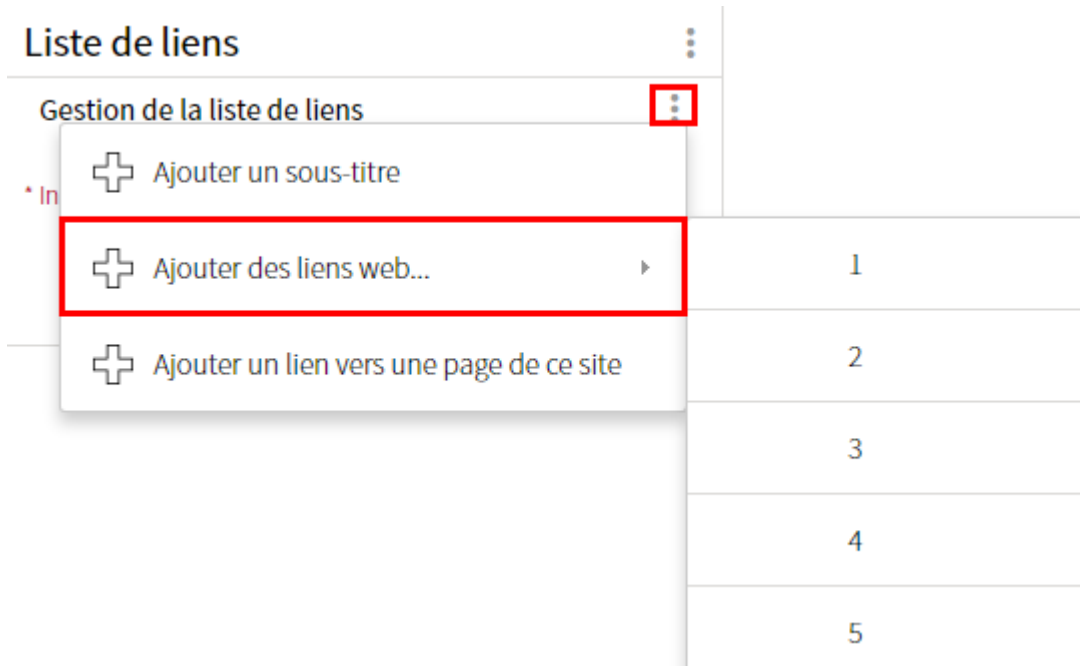 Liste de liens
Gestion de la liste de liens
Ajouter un sous-titre
* In
Ajouter des liens web...
1
2
Ajouter un lien vers une page de ce site
3
4
5